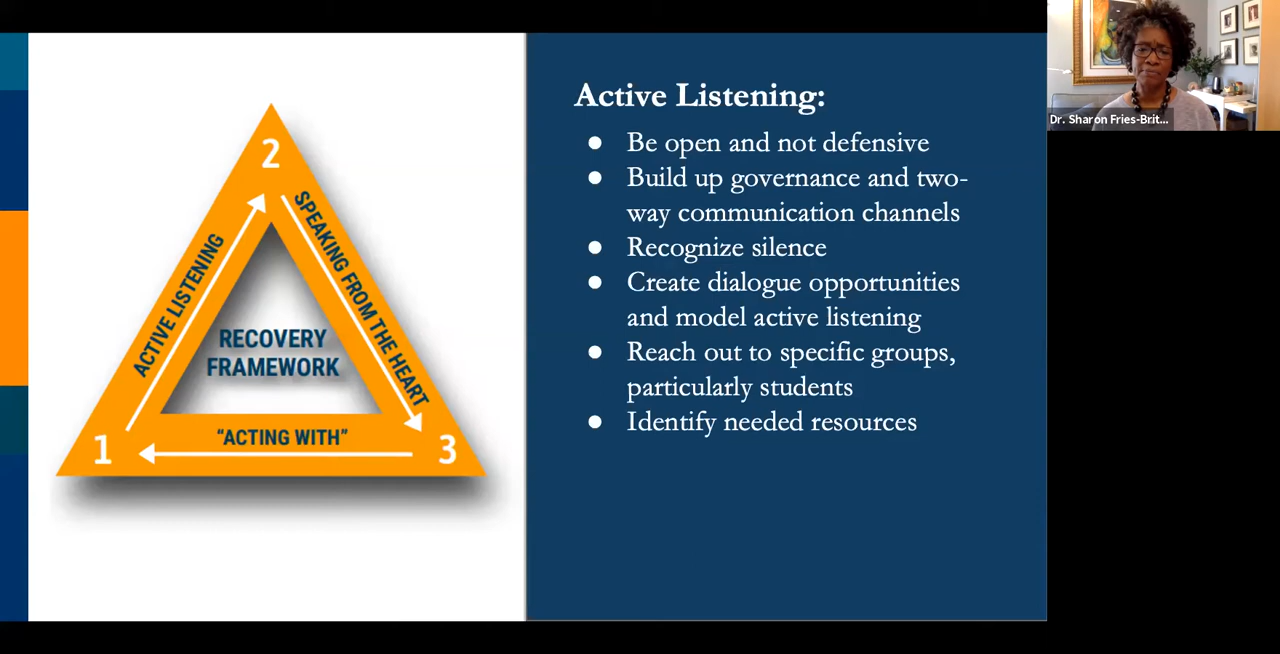 2
ACTIVE LISTENING
SPEAKING FROM THE HEART
RECOVERY
FRAMEWORK
1
“ACTING WITH”
3
Active Listening:
● Be open and not defensive
● Build up governance and two-
way communication channels
● Recognize silence
● Create dialogue opportunities
and model active listening
● Reach out to specific groups,
particularly students
● Identify needed resources
Dr. Sharon Fries-Brit...